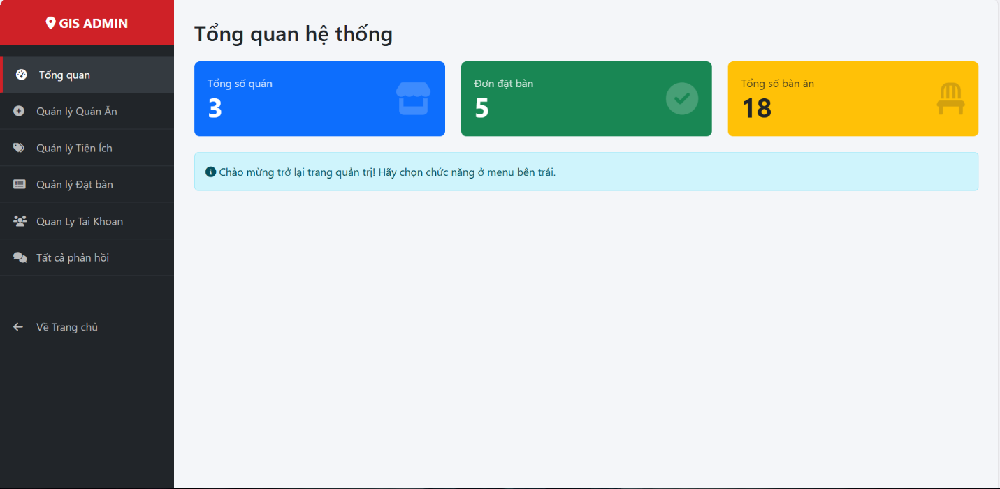 GIS ADMIN
Tổng quan
Quản lý Quán Ăn
Quản lý Tiện Ích
Quản lý Đặt bàn
Quan Ly Tai Khoan
Tất cả phản hồi
Về Trang chủ
Tổng quan hệ thống
Tổng số quán
3
Đơn đặt bàn
5
Tổng số bàn ăn
18
Chào mừng trở lại trang quản trị! Hãy chọn chức năng ở menu bên trái.